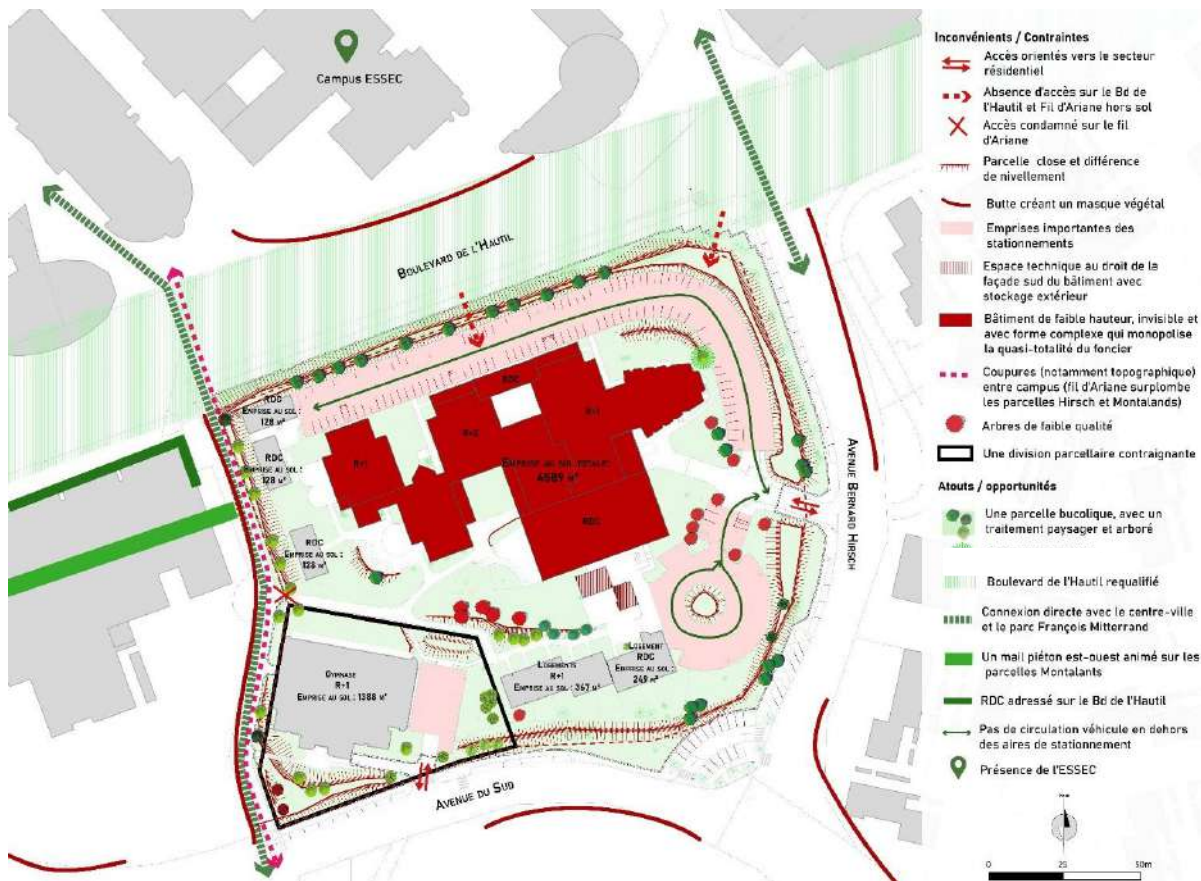 Campus ESSEC
BOULEVARD DE L'HAUTIL
RDC
EMPRISE AU SOL :
128 M²
RDC
EMPRISE AU SOL :
128 M²
RDC
EMPRISE AU SOL :
128 M²
R+1
R+2
RDC
R+1
EMPRISE AU SOL TOTALE :
4589 M²
RDC
AVENUE BERNARD HIRSCH
GYMNASE
R+1
EMPRISE AU SOL : 1388 M²
LOGEMENTS
R+1
EMPRISE AU SOL : 367 M²
LOGEMENT
RDC
EMPRISE AU SOL :
249 M²
AVENUE DU SUD
Inconvénients / Contraintes
Accès orientés vers le secteur
résidentiel
Absence d'accès sur le Bd de
l'Hautil et Fil d'Ariane hors sol
Accès condamné sur le fil
d'Ariane
Parcelle close et différence
de nivellement
Butte créant un masque végétal
Emprises importantes des
stationnements
Espace technique au droit de la
façade sud du bâtiment avec
stockage extérieur
Bâtiment de faible hauteur, invisible et
avec forme complexe qui monopolise
la quasi-totalité du foncier
Coupures (notamment topographique)
entre campus (fil d'Ariane surplombe
les parcelles Hirsch et Montalands)
Arbres de faible qualité
Une division parcellaire contraignante
Atouts / opportunités
Une parcelle bucolique, avec un
traitement paysager et arboré
Boulevard de l'Hautil requalifié
Connexion directe avec le centre-ville
et le parc François Mitterrand
Un mail piéton est-ouest animé sur les
parcelles Montalants
RDC adressé sur le Bd de l'Hautil
Pas de circulation véhicule en dehors
des aires de stationnement
Présence de l'ESSEC
0 25 50m